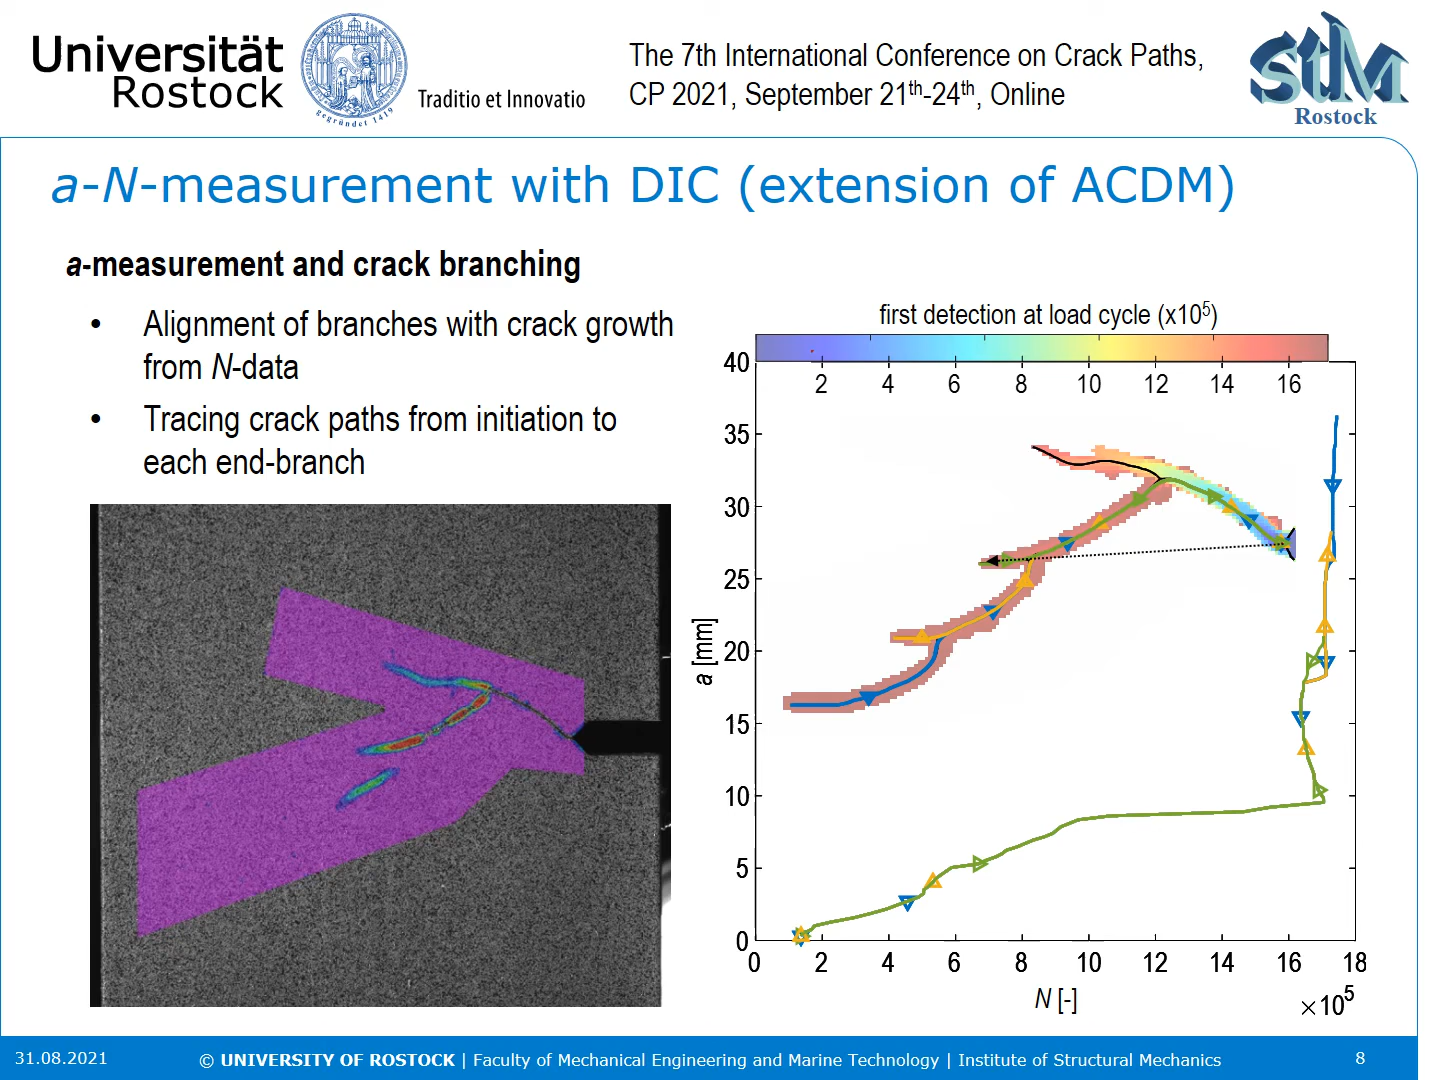 Universität
Rostock
Traditio et Innovatio
gegründet 1419
The 7th International Conference on Crack Paths,
CP 2021, September 21th-24th, Online
StM
Rostock
a-N-measurement with DIC (extension of ACDM)
a-measurement and crack branching
• Alignment of branches with crack growth
from N-data
• Tracing crack paths from initiation to
each end-branch
first detection at load cycle (x10⁵)
2 4 6 8 10 12 14 16
40
35
30
25
20
15
10
5
0
a [mm]
0 2 4 6 8 10 12 14 16 18
N [-]
×10⁵
31.08.2021
© UNIVERSITY OF ROSTOCK | Faculty of Mechanical Engineering and Marine Technology | Institute of Structural Mechanics
8